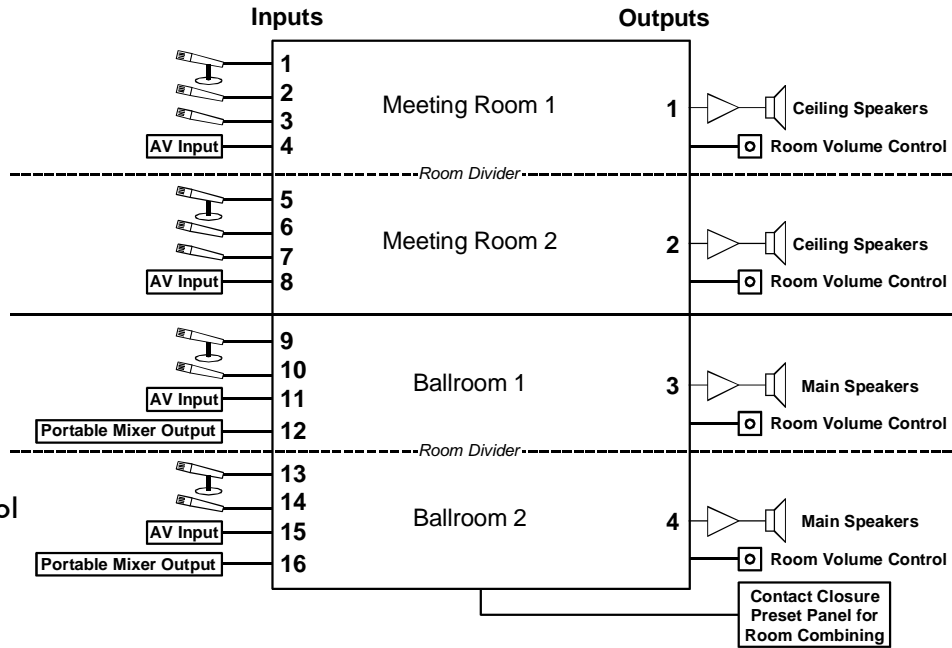 Inputs
Outputs
1
2
3
AV Input 4
Meeting Room 1
1 Ceiling Speakers
Room Volume Control
Room Divider
5
6
7
AV Input 8
Meeting Room 2
2 Ceiling Speakers
Room Volume Control
9
10
AV Input 11
Portable Mixer Output 12
Ballroom 1
3 Main Speakers
Room Volume Control
Room Divider
13
14
AV Input 15
Portable Mixer Output 16
Ballroom 2
4 Main Speakers
Room Volume Control
ol
Contact Closure
Preset Panel for
Room Combining